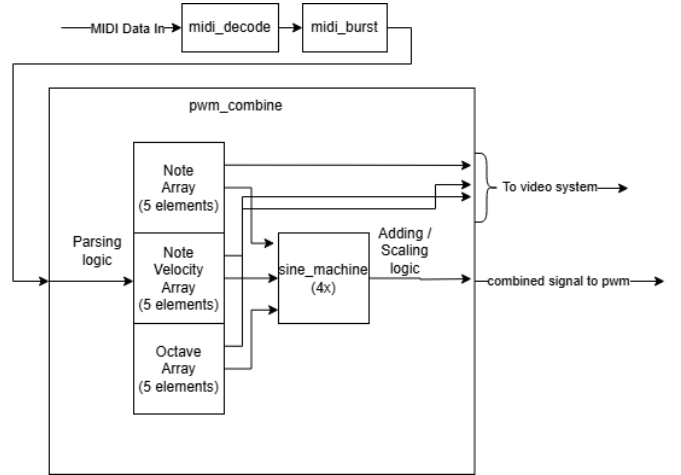 MIDI Data In
midi_decode
midi_burst
pwm_combine
Note
Array
(5 elements)
To video system
Parsing
logic
Note
Velocity
Array
(5 elements)
sine_machine
(4x)
Adding /
Scaling
logic
combined signal to pwm
Octave
Array
(5 elements)